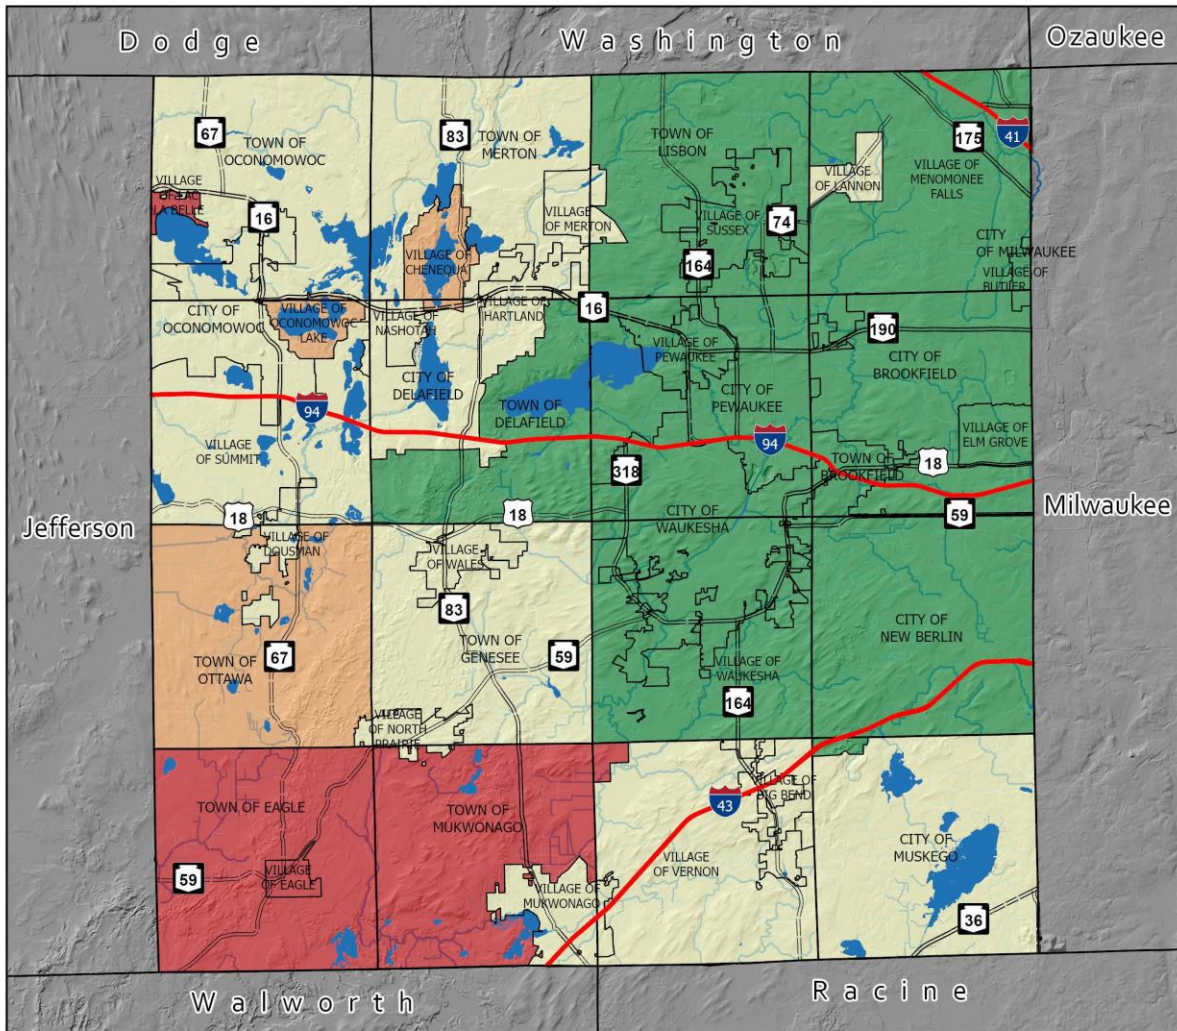 Dodge
Washington
Ozaukee
67
TOWN OF
OCONOMOWOC
83
TOWN OF
MERTON
TOWN OF
LISBON
175
41
VILLAGE
OF LAC
LA BELLE
16
VILLAGE
OF MERTON
VILLAGE
OF LANNON
VILLAGE OF
MENOMONEE
FALLS
VILLAGE OF
SUSSEX
74
VILLAGE OF
CHENEQUA
164
CITY
OF MILWAUKEE
VILLAGE OF
BUTLER
CITY OF
OCONOMOWOC
VILLAGE OF
OCONOMOWOC
LAKE
VILLAGE OF
NASHOTAH
VILLAGE OF
HARTLAND
16
190
VILLAGE OF
PEWAUKEE
CITY OF
BROOKFIELD
CITY OF
DELAFIELD
CITY OF
PEWAUKEE
94
TOWN OF
DELAFIELD
VILLAGE OF
ELM GROVE
94
VILLAGE
OF SUMMIT
318
TOWN OF
BROOKFIELD
18
Jefferson
18
18
CITY OF
WAUKESHA
59
Milwaukee
VILLAGE OF
DOUSMAN
VILLAGE
OF WALES
83
CITY OF
NEW BERLIN
TOWN OF
OTTAWA
67
TOWN OF
GENESEE
59
VILLAGE OF
WAUKESHA
164
VILLAGE
OF NORTH
PRAIRIE
TOWN OF EAGLE
TOWN OF
MUKWONAGO
43
VILLAGE OF
BIG BEND
CITY OF
MUSKEGO
59
VILLAGE
OF EAGLE
VILLAGE OF
MUKWONAGO
VILLAGE
OF VERNON
36
Walworth
Racine